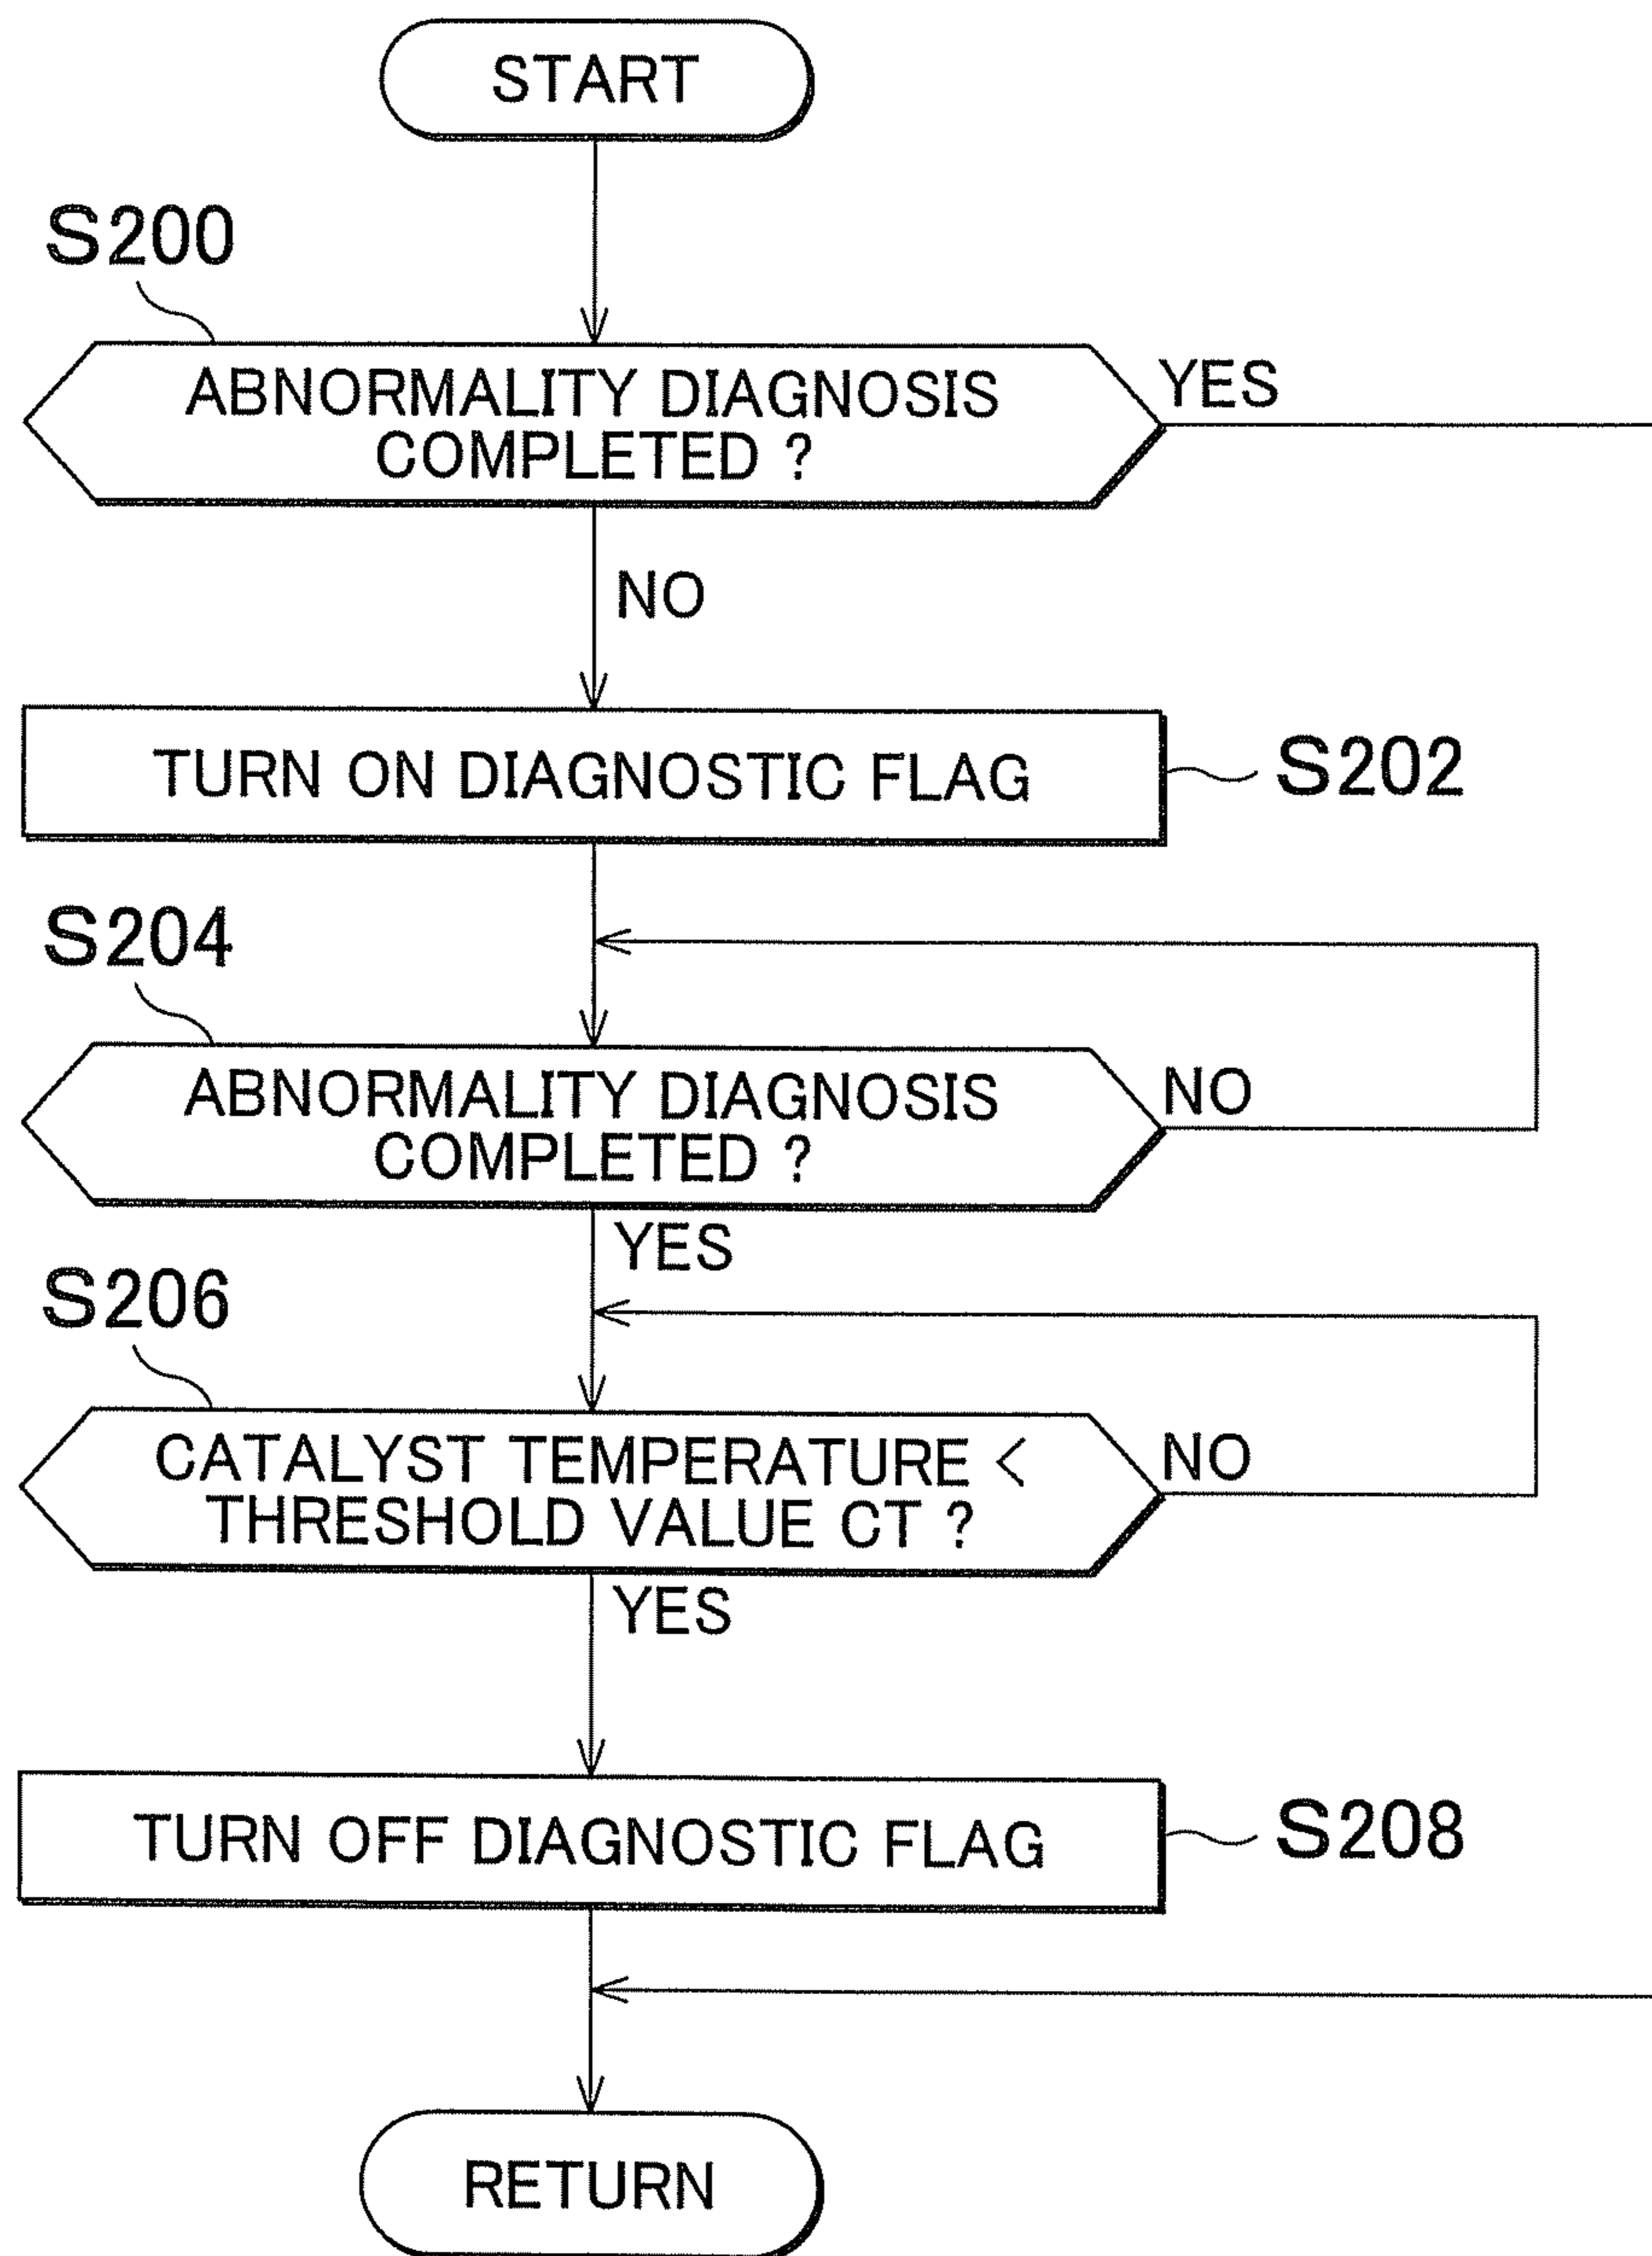 START
S200
ABNORMALITY DIAGNOSIS
COMPLETED ?
YES
NO
TURN ON DIAGNOSTIC FLAG
S202
S204
ABNORMALITY DIAGNOSIS
COMPLETED ?
NO
YES
S206
CATALYST TEMPERATURE <
THRESHOLD VALUE CT ?
NO
YES
TURN OFF DIAGNOSTIC FLAG
S208
RETURN